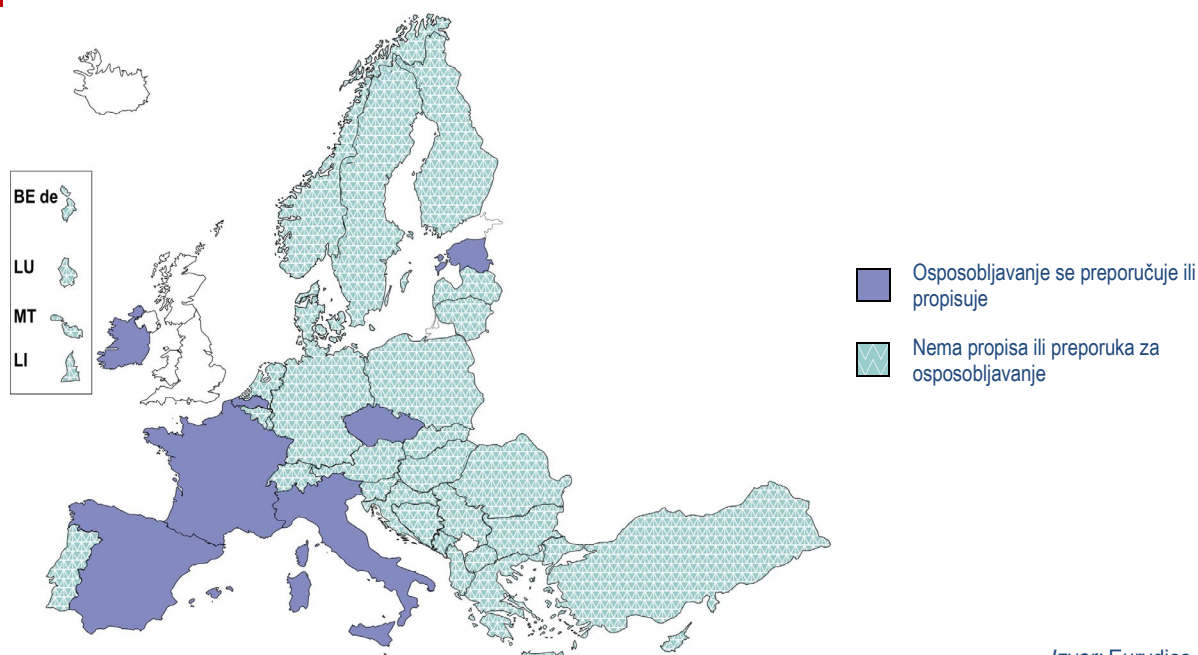 BE de
LU
MT
LI
Osposobljavanje se preporučuje ili
propisuje
Nema propisa ili preporuka za
osposobljavanje